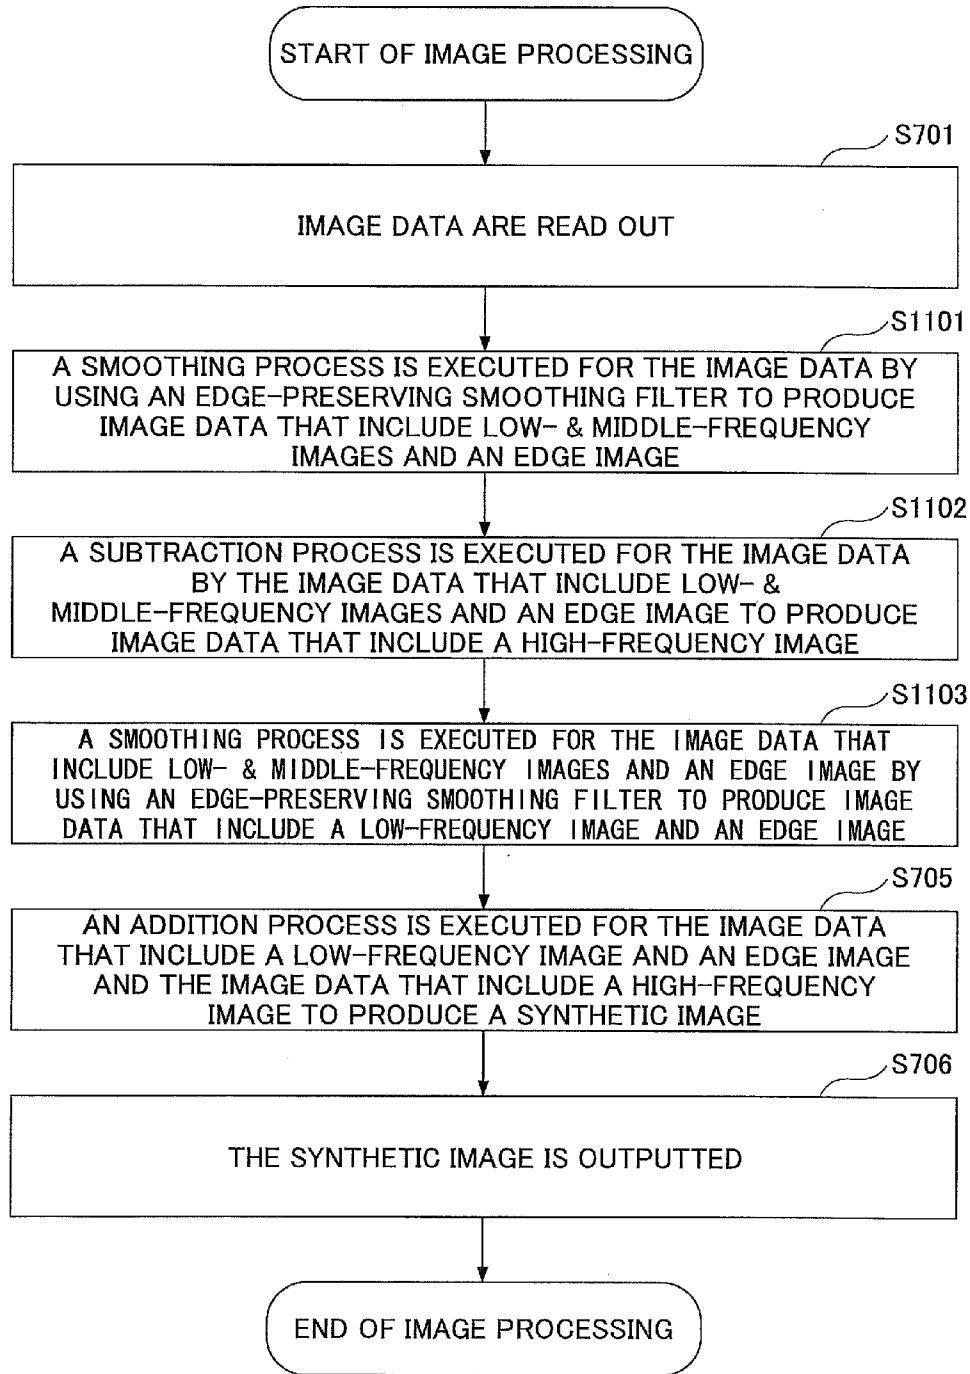 START OF IMAGE PROCESSING
S701
IMAGE DATA ARE READ OUT
S1101
A SMOOTHING PROCESS IS EXECUTED FOR THE IMAGE DATA BY
USING AN EDGE-PRESERVING SMOOTHING FILTER TO PRODUCE
IMAGE DATA THAT INCLUDE LOW- & MIDDLE-FREQUENCY
IMAGES AND AN EDGE IMAGE
S1102
A SUBTRACTION PROCESS IS EXECUTED FOR THE IMAGE DATA
BY THE IMAGE DATA THAT INCLUDE LOW- &
MIDDLE-FREQUENCY IMAGES AND AN EDGE IMAGE TO PRODUCE
IMAGE DATA THAT INCLUDE A HIGH-FREQUENCY IMAGE
S1103
A SMOOTHING PROCESS IS EXECUTED FOR THE IMAGE DATA THAT
INCLUDE LOW- & MIDDLE-FREQUENCY IMAGES AND AN EDGE IMAGE BY
USING AN EDGE-PRESERVING SMOOTHING FILTER TO PRODUCE IMAGE
DATA THAT INCLUDE A LOW-FREQUENCY IMAGE AND AN EDGE IMAGE
S705
AN ADDITION PROCESS IS EXECUTED FOR THE IMAGE DATA
THAT INCLUDE A LOW-FREQUENCY IMAGE AND AN EDGE IMAGE
AND THE IMAGE DATA THAT INCLUDE A HIGH-FREQUENCY
IMAGE TO PRODUCE A SYNTHETIC IMAGE
S706
THE SYNTHETIC IMAGE IS OUTPUTTED
END OF IMAGE PROCESSING